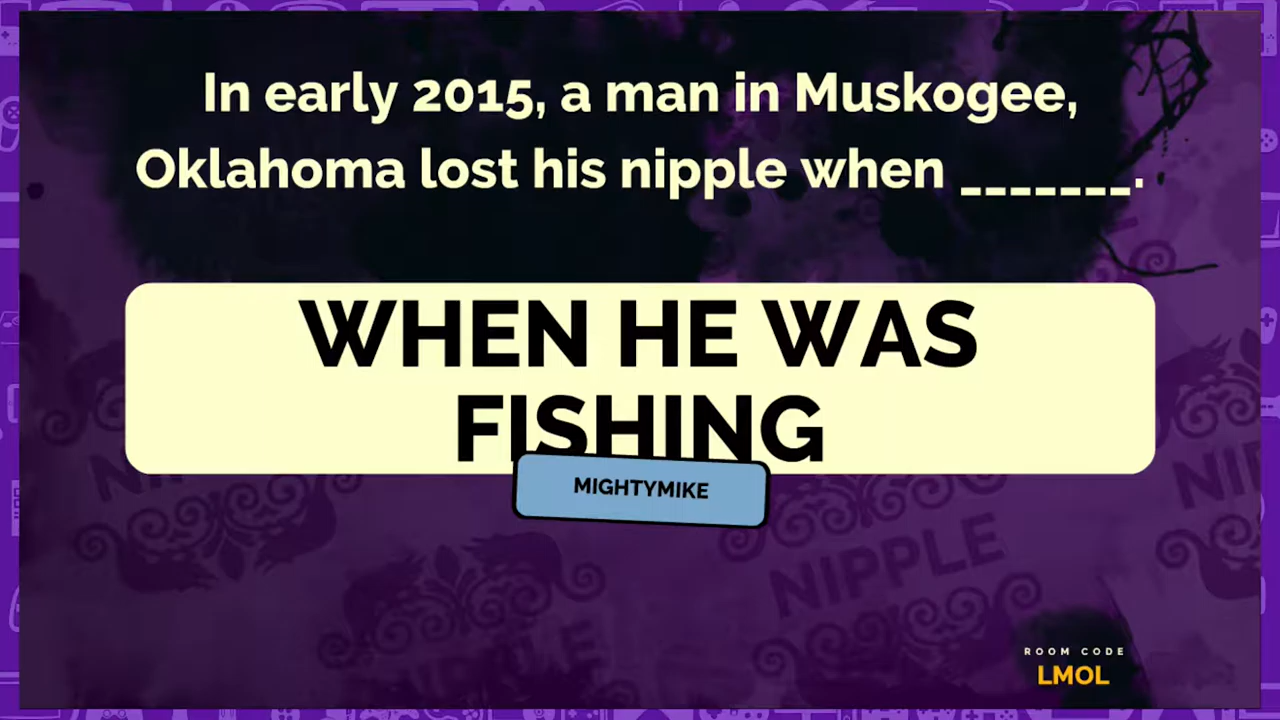 In early 2015, a man in Muskogee,
Oklahoma lost his nipple when _______.
WHEN HE WAS
FISHING
MIGHTYMIKE
NIPPLE
ROOM CODE
LMOL